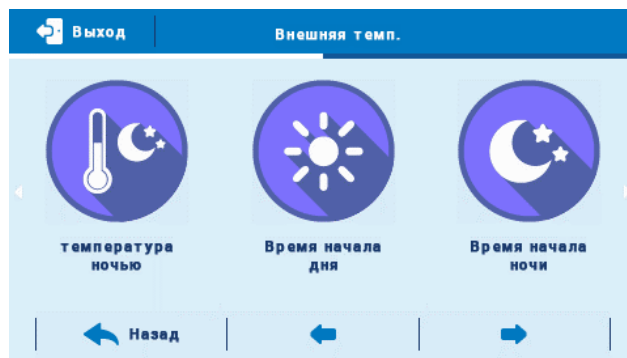 Выход
Внешняя темп.
температура
ночью
Время начала
дня
Время начала
ночи
Назад